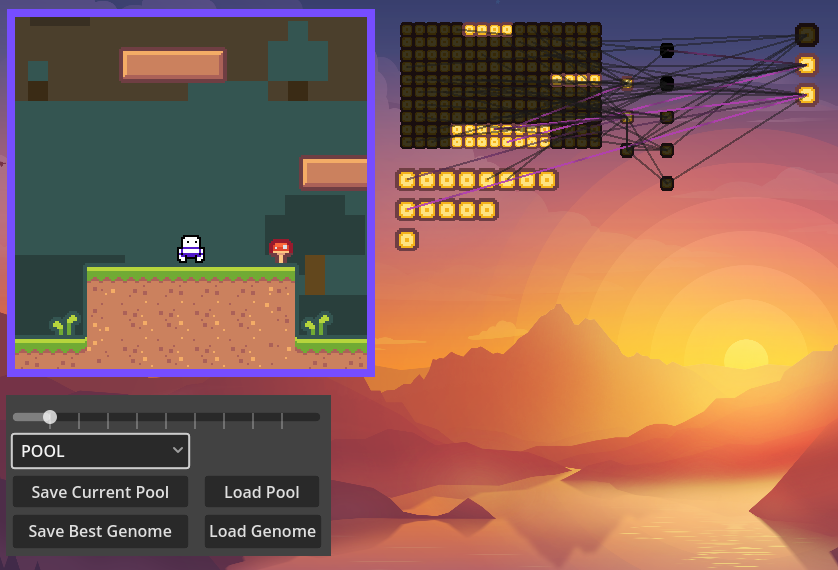 POOL
Save Current Pool
Load Pool
Save Best Genome
Load Genome